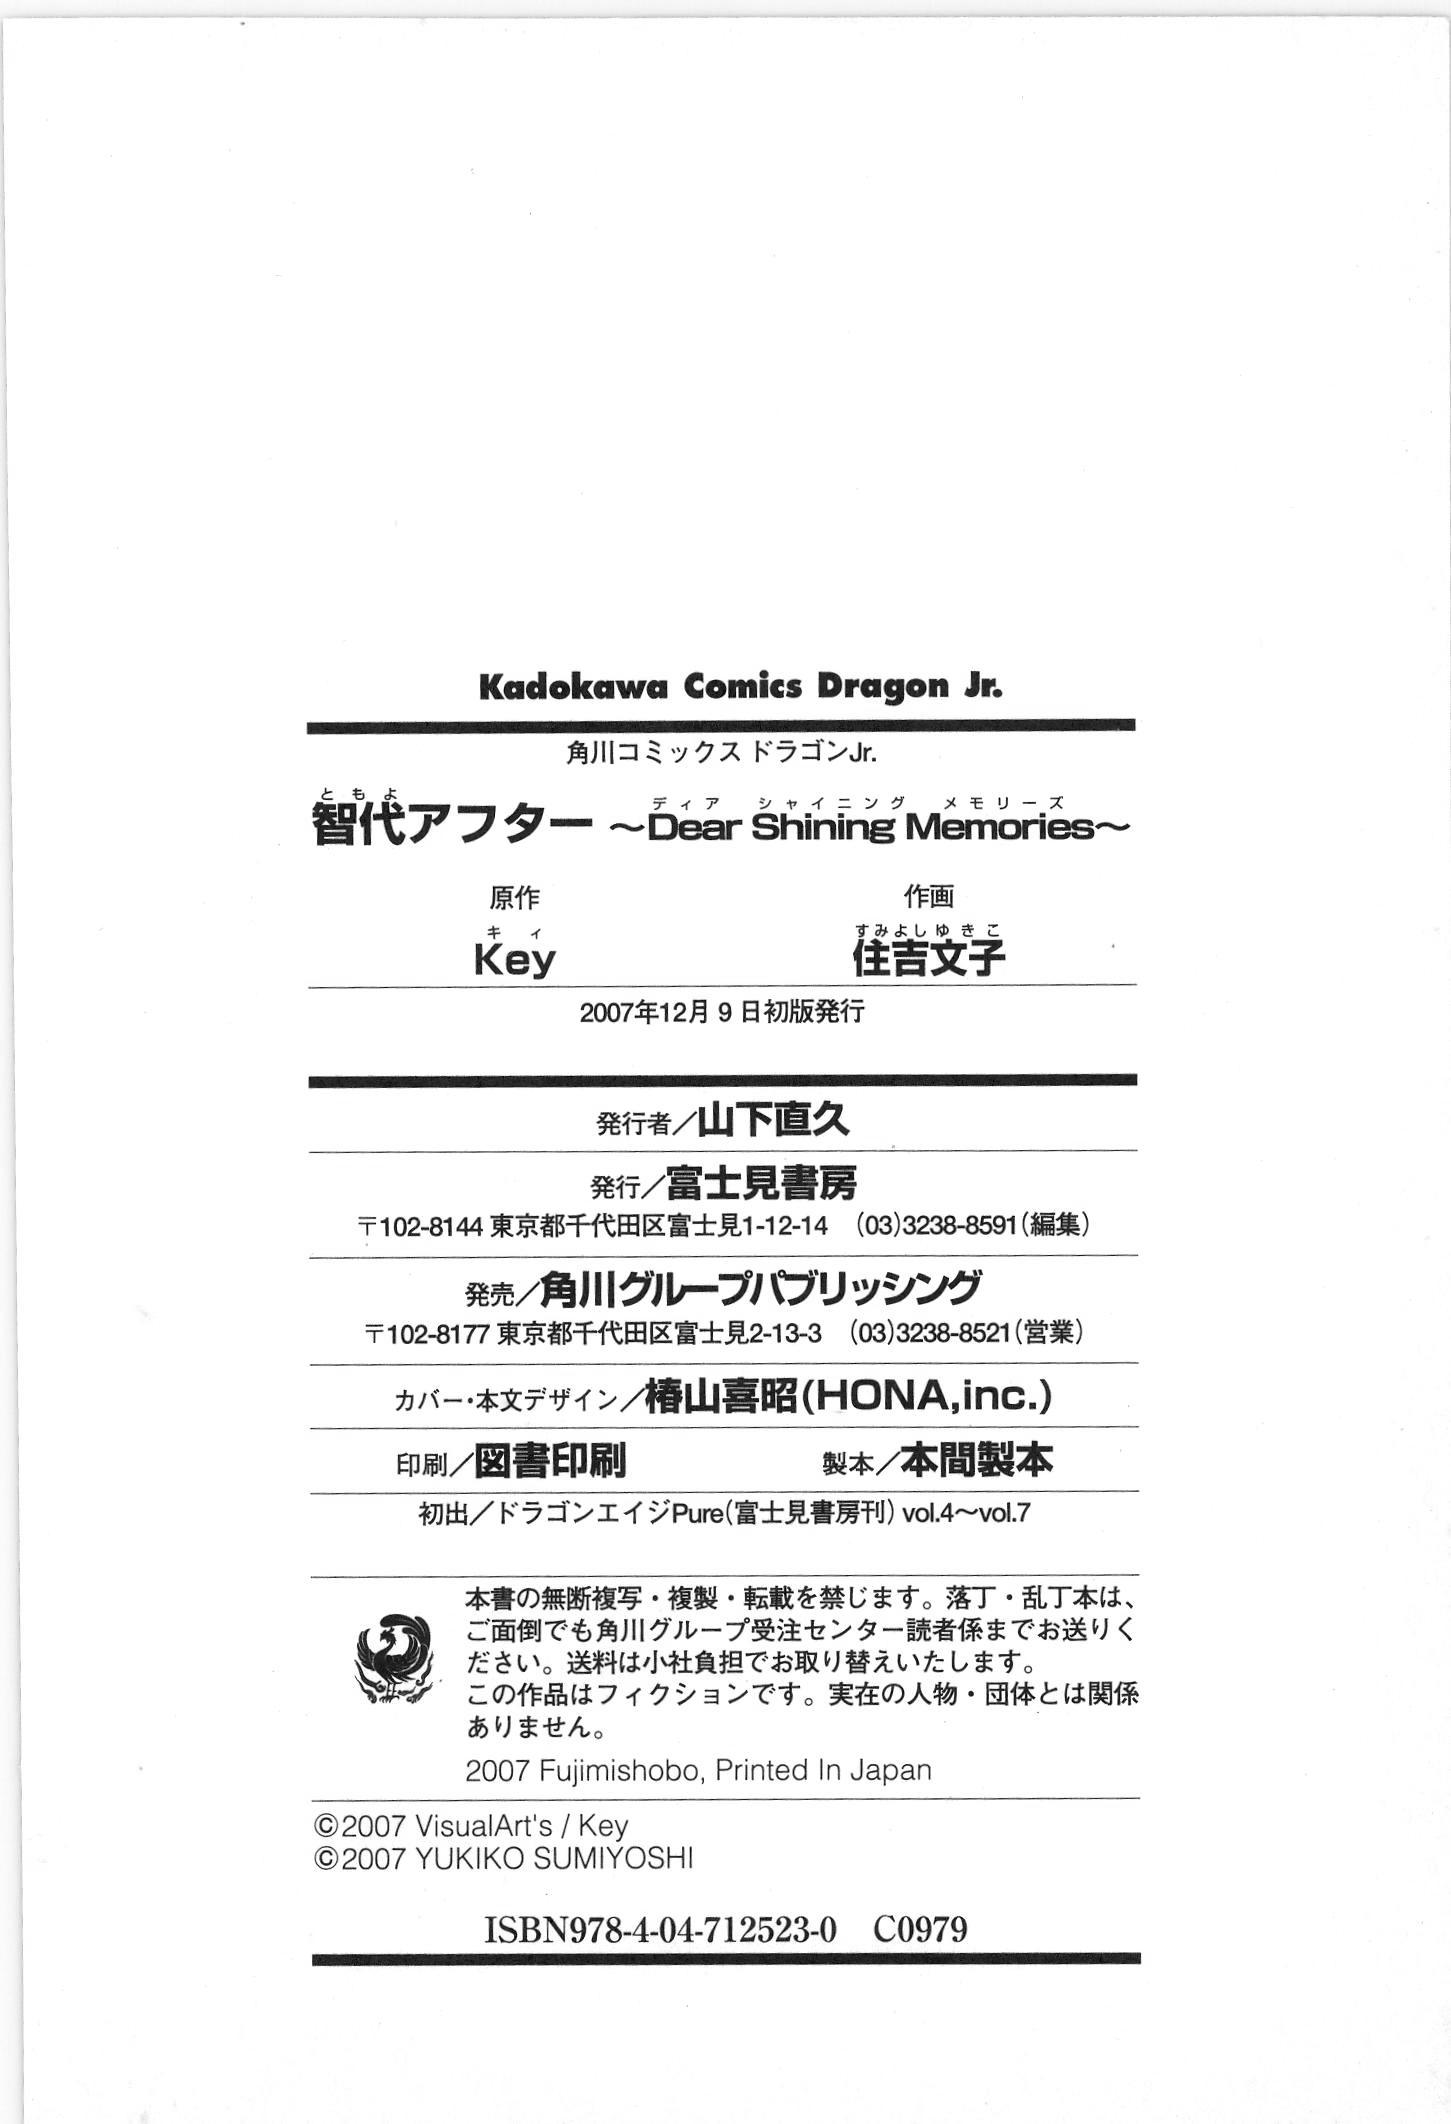 Kadokawa Comics Dragon Jr.
角川コミックス ドラゴンJr.
ともよ ディア シャイニング メモリーズ
智代アフター ～Dear Shining Memories～
原作 作画
キィ すみよしゆきこ
Key 住吉文子
2007年12月9日初版発行
発行者／山下直久
発行／富士見書房
〒102-8144 東京都千代田区富士見1-12-14 (03)3238-8591(編集)
発売／角川グループパブリッシング
〒102-8177 東京都千代田区富士見2-13-3 (03)3238-8521(営業)
カバー・本文デザイン／椿山喜昭(HONA,inc.)
印刷／図書印刷 製本／本間製本
初出／ドラゴンエイジPure(富士見書房刊) vol.4～vol.7
本書の無断複写・複製・転載を禁じます。落丁・乱丁本は、
ご面倒でも角川グループ受注センター読者係までお送りく
ださい。送料は小社負担でお取り替えいたします。
この作品はフィクションです。実在の人物・団体とは関係
ありません。
2007 Fujimishobo, Printed In Japan
©2007 VisualArt's / Key
©2007 YUKIKO SUMIYOSHI
ISBN978-4-04-712523-0 C0979